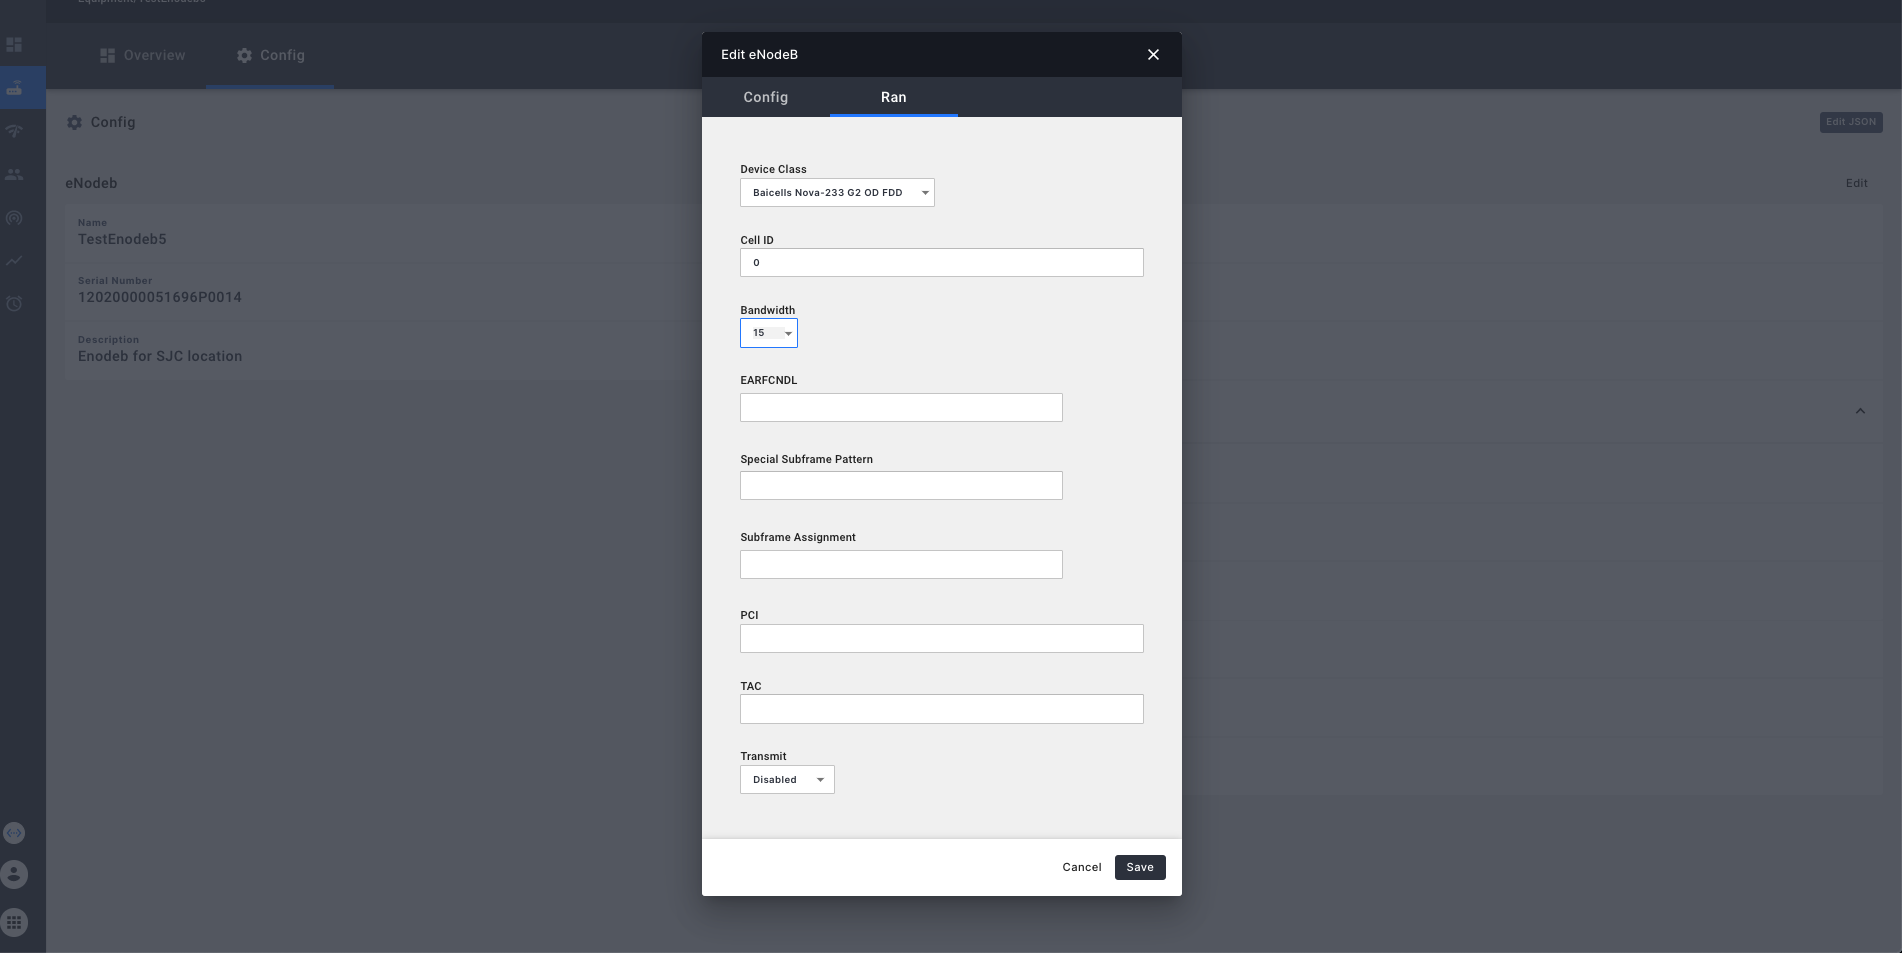 Overview
Config
Config
Edit JSON
eNodeb
Edit
Name
TestEnodeb5
Serial Number
12020000051696P0014
Description
Enodeb for SJC location
Edit eNodeB
Config
Ran
Device Class
Baicells Nova-233 G2 OD FDD
Cell ID
0
Bandwidth
15
EARFCNDL
Special Subframe Pattern
Subframe Assignment
PCI
TAC
Transmit
Disabled
Cancel
Save